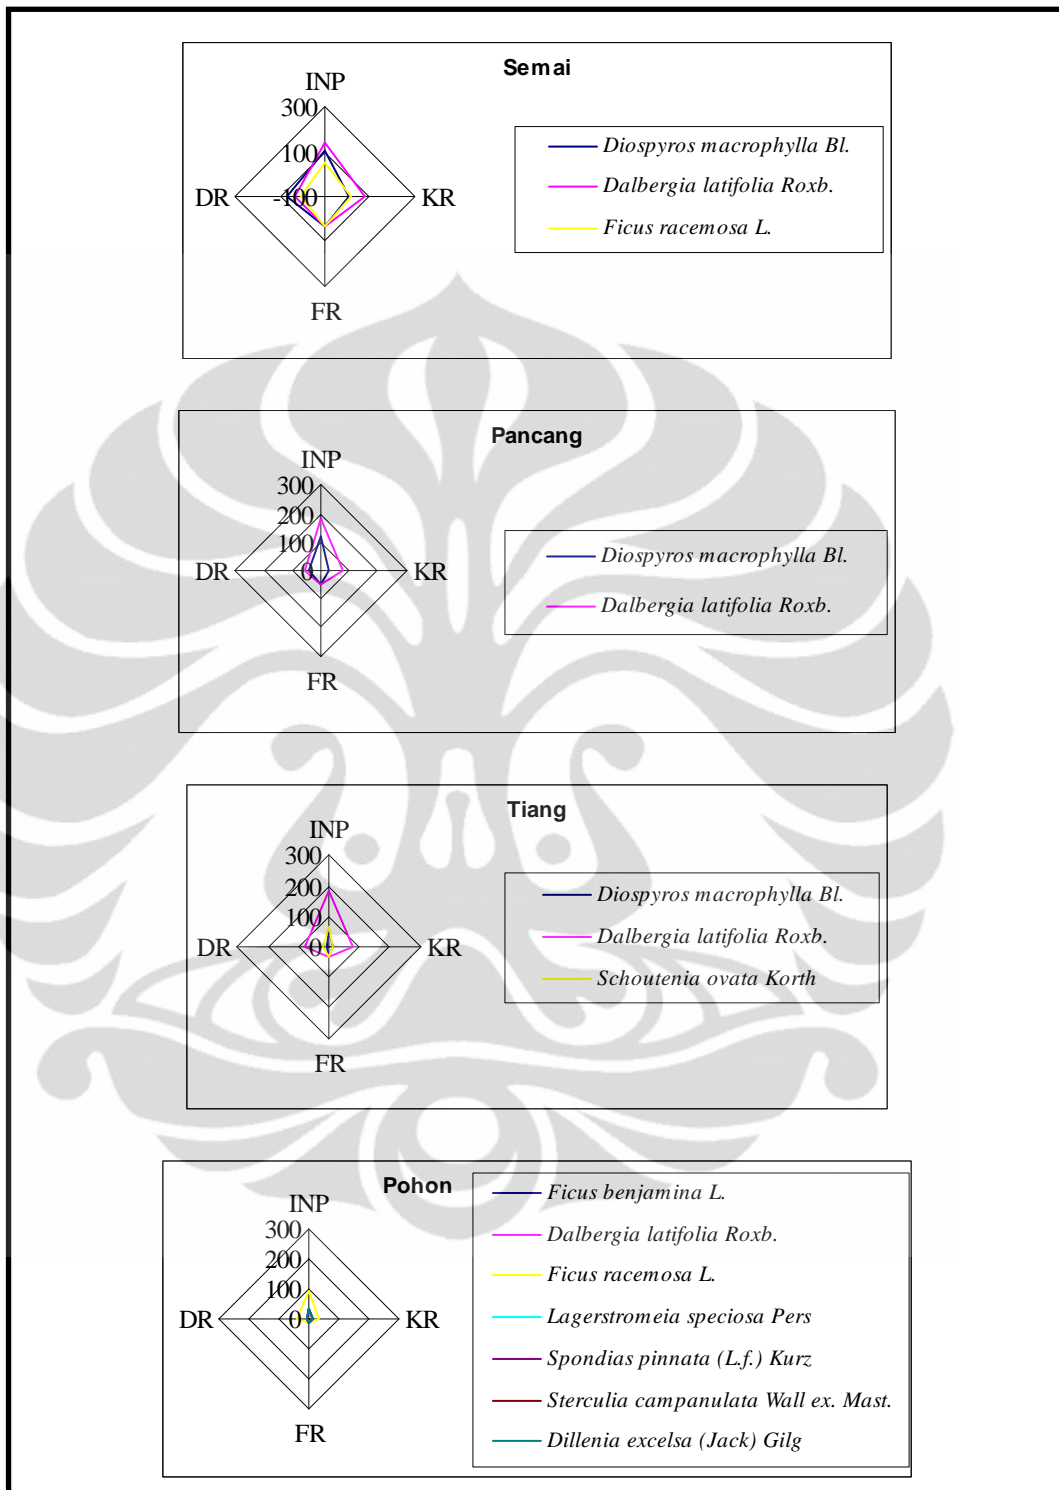 Semai
INP
300
100
-100
DR
KR
FR
Diospyros macrophylla Bl.
Dalbergia latifolia Roxb.
Ficus racemosa L.
Pancang
INP
300
200
100
0
DR
KR
FR
Diospyros macrophylla Bl.
Dalbergia latifolia Roxb.
Tiang
INP
300
200
100
0
DR
KR
FR
Diospyros macrophylla Bl.
Dalbergia latifolia Roxb.
Schoutenia ovata Korth
Pohon
INP
300
200
100
0
DR
KR
FR
Ficus benjamina L.
Dalbergia latifolia Roxb.
Ficus racemosa L.
Lagerstromeia speciosa Pers
Spondias pinnata (L.f.) Kurz
Sterculia campanulata Wall ex. Mast.
Dillenia excelsa (Jack) Gilg